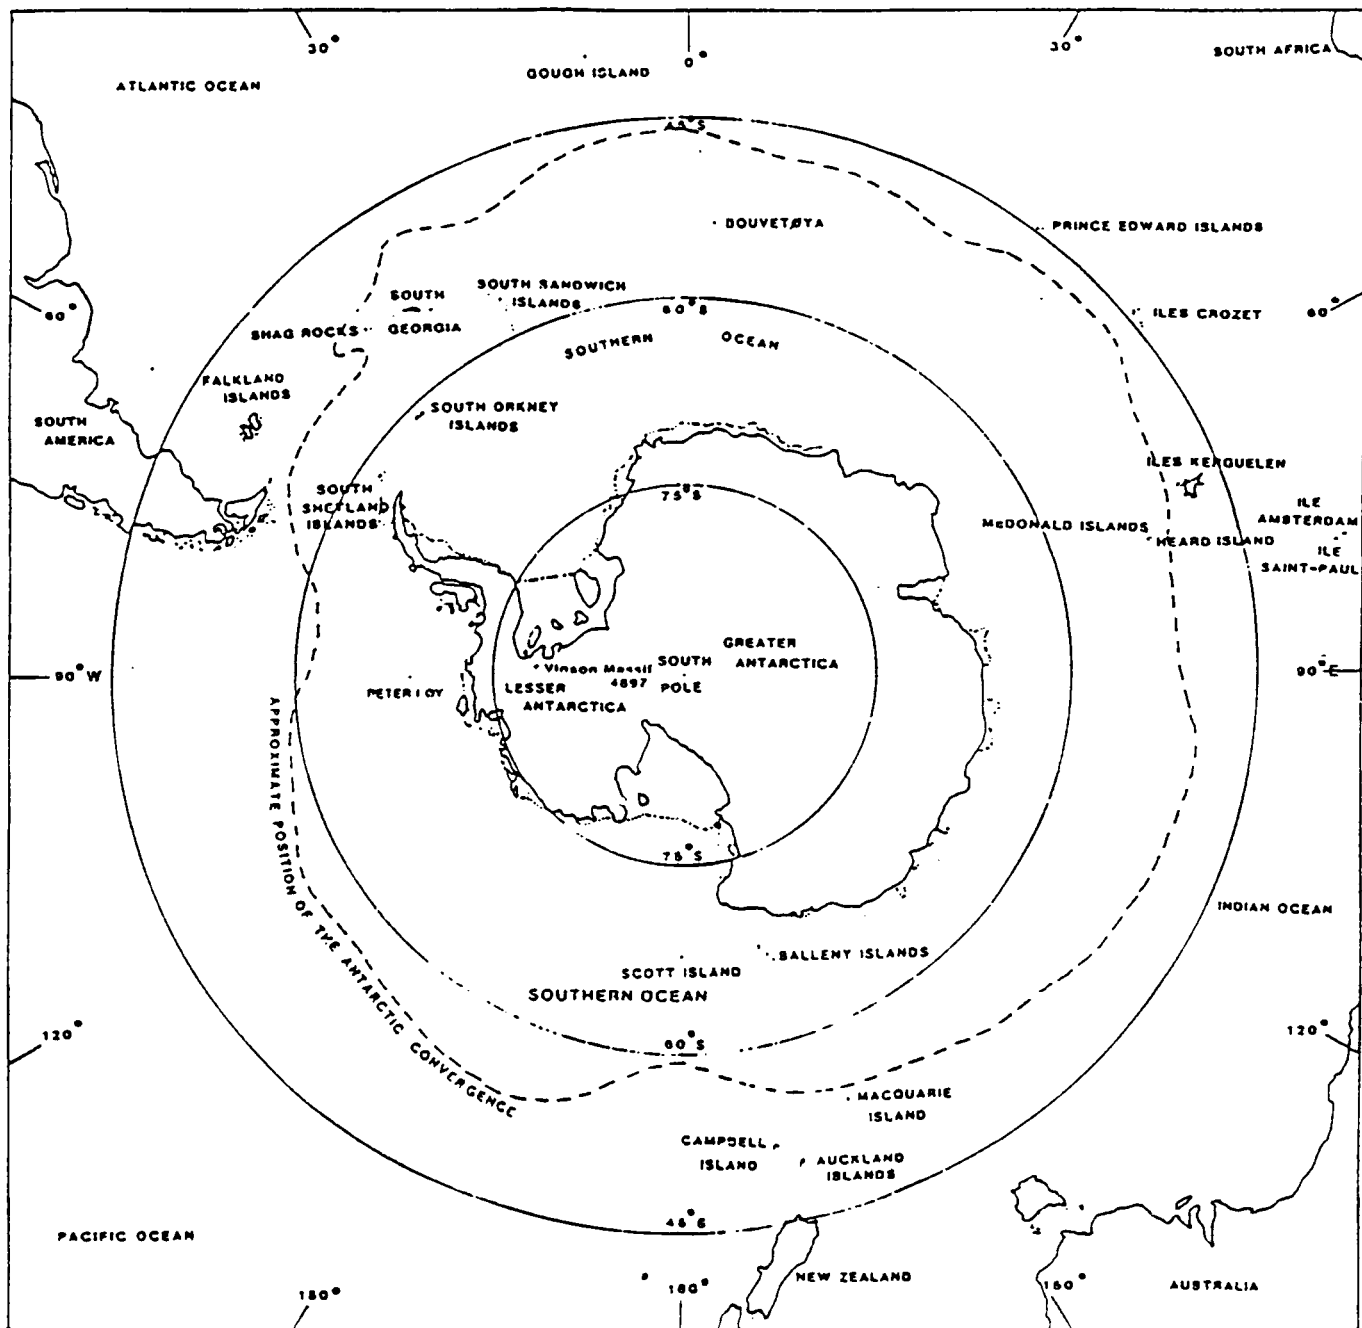 30°
0°
30°
SOUTH AFRICA
ATLANTIC OCEAN
GOUGH ISLAND
45°S
BOUVETØYA
PRINCE EDWARD ISLANDS
60°
SOUTH
GEORGIA
SOUTH SANDWICH
ISLANDS
60°S
ILES CROZET
60°
SHAG ROCKS
SOUTHERN OCEAN
FALKLAND
ISLANDS
SOUTH
AMERICA
SOUTH ORKNEY
ISLANDS
ILES KERGUELEN
SOUTH
SHETLAND
ISLANDS
75°S
McDONALD ISLANDS
HEARD ISLAND
ILE
AMSTERDAM
ILE
SAINT-PAUL
GREATER
ANTARCTICA
90°W
Vinson Massif
4897
SOUTH
POLE
90°E
PETER I OY
LESSER
ANTARCTICA
APPROXIMATE POSITION OF THE ANTARCTIC CONVERGENCE
75°S
INDIAN OCEAN
BALLENY ISLANDS
SCOTT ISLAND
SOUTHERN OCEAN
120°
60°S
120°
MACQUARIE
ISLAND
CAMPBELL
ISLAND
AUCKLAND
ISLANDS
45°S
PACIFIC OCEAN
NEW ZEALAND
AUSTRALIA
150°
180°
150°